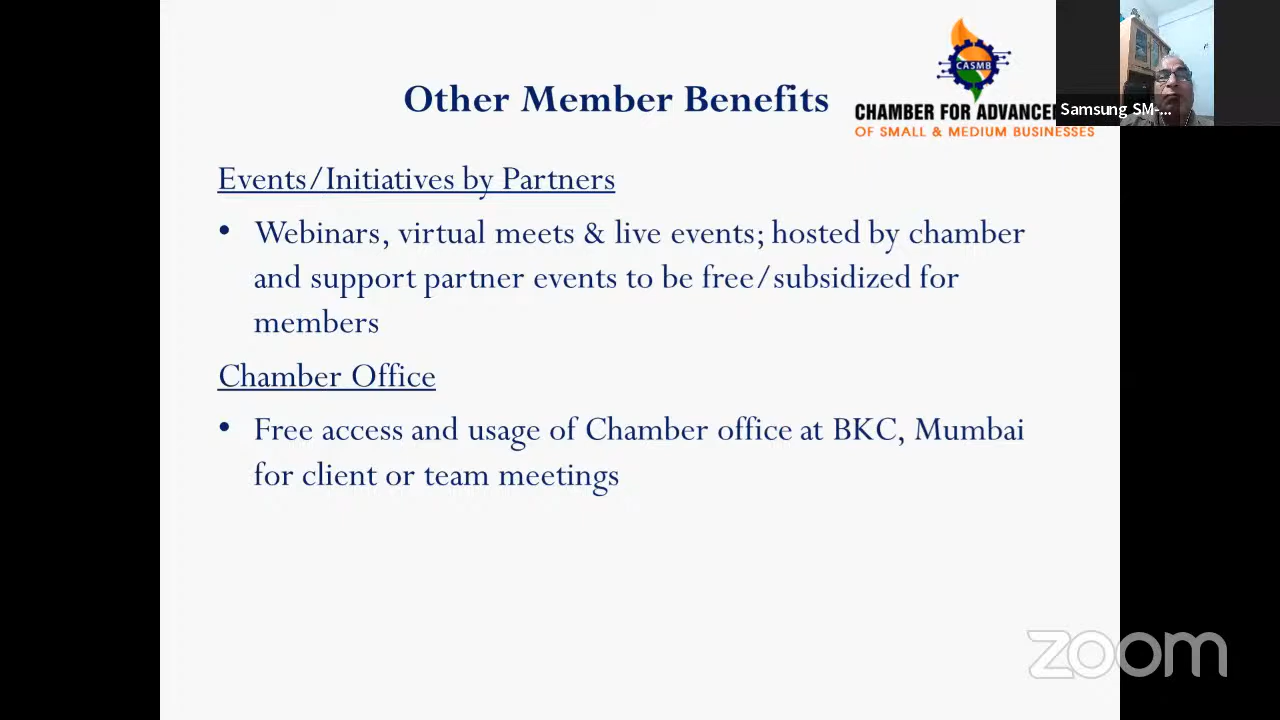 Other Member Benefits
CASMB
CHAMBER FOR
OF SMALL & MEDIUM BUSINESSES
Samsung SM-...
Events/Initiatives by Partners
• Webinars, virtual meets & live events; hosted by chamber
and support partner events to be free/subsidized for
members
Chamber Office
• Free access and usage of Chamber office at BKC, Mumbai
for client or team meetings
zoom